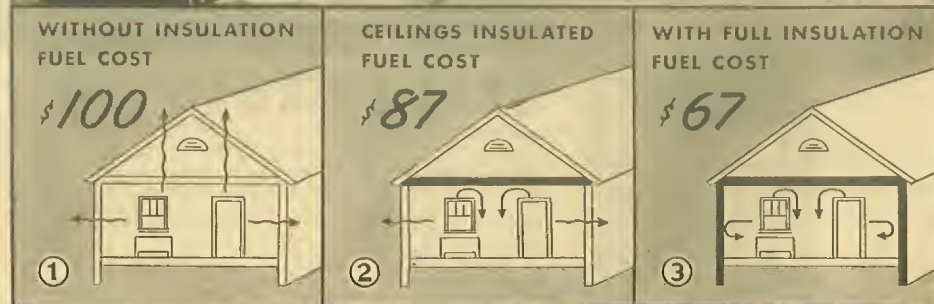 WITHOUT INSULATION
FUEL COST
$100
①
CEILINGS INSULATED
FUEL COST
$87
②
WITH FULL INSULATION
FUEL COST
$67
③